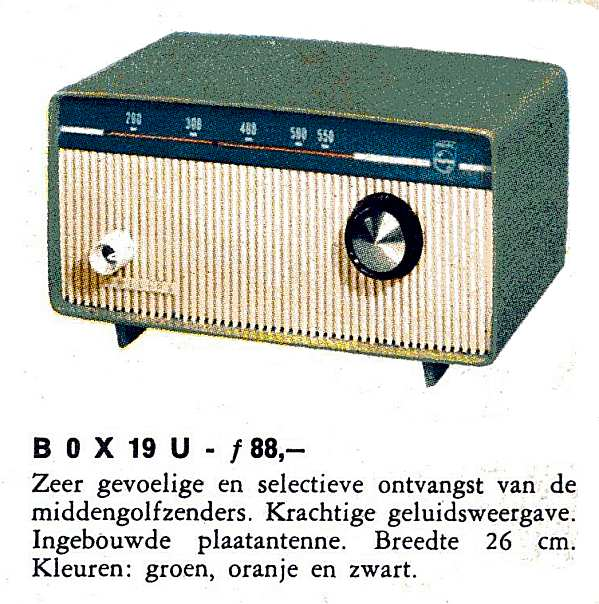 200 300 400 500 550
B 0 X 19 U - ƒ 88,—
Zeer gevoelige en selectieve ontvangst van de
middengolfzenders. Krachtige geluidsweergave.
Ingebouwde plaatantenne. Breedte 26 cm.
Kleuren: groen, oranje en zwart.